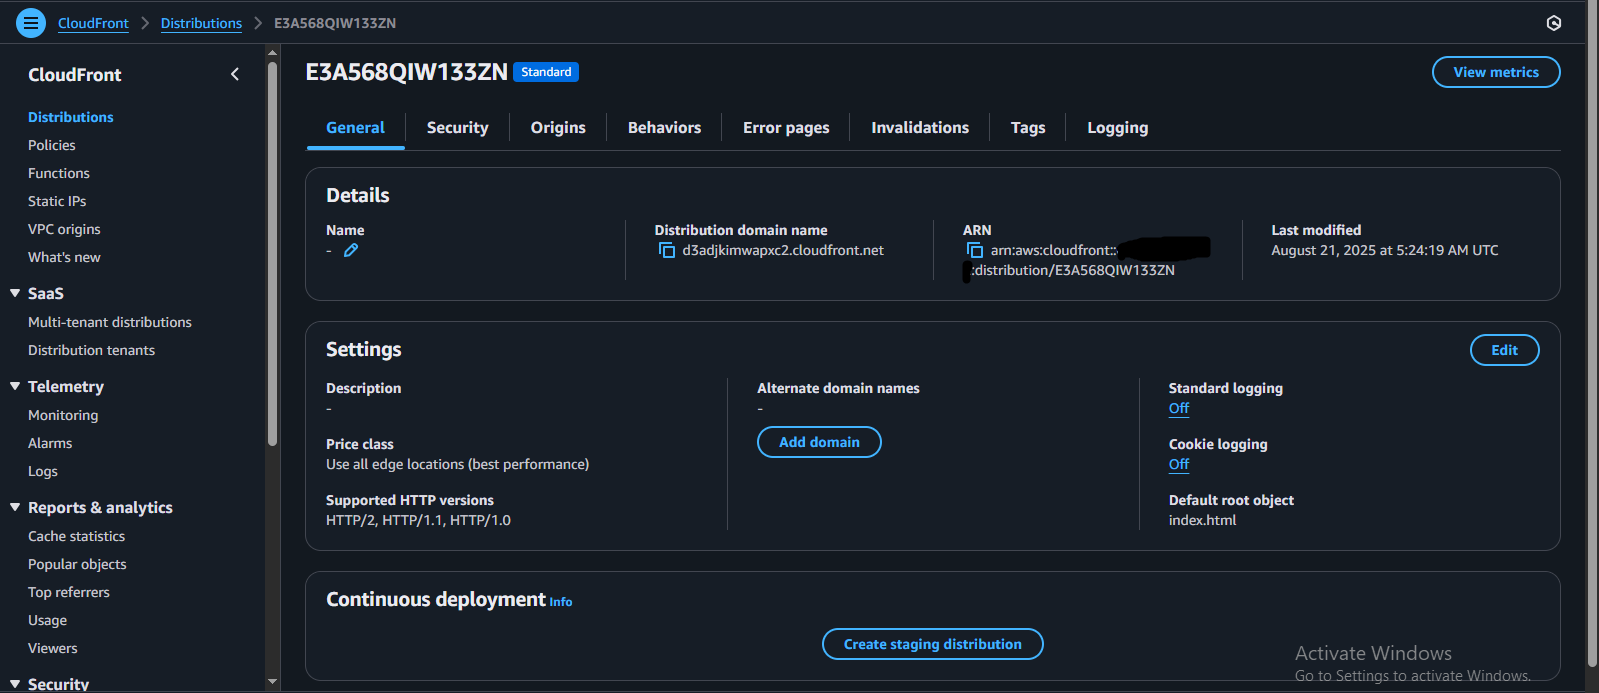 CloudFront > Distributions > E3A568QIW133ZN
CloudFront
Distributions
Policies
Functions
Static IPs
VPC origins
What's new
SaaS
Multi-tenant distributions
Distribution tenants
Telemetry
Monitoring
Alarms
Logs
Reports & analytics
Cache statistics
Popular objects
Top referrers
Usage
Viewers
Security
E3A568QIW133ZN Standard
View metrics
General Security Origins Behaviors Error pages Invalidations Tags Logging
Details
Name
-
Distribution domain name
d3adjkimwapxc2.cloudfront.net
ARN
arn:aws:cloudfront::
:distribution/E3A568QIW133ZN
Last modified
August 21, 2025 at 5:24:19 AM UTC
Settings
Edit
Description
-
Price class
Use all edge locations (best performance)
Supported HTTP versions
HTTP/2, HTTP/1.1, HTTP/1.0
Alternate domain names
-
Add domain
Standard logging
Off
Cookie logging
Off
Default root object
index.html
Continuous deployment Info
Create staging distribution
Activate Windows
Go to Settings to activate Windows.